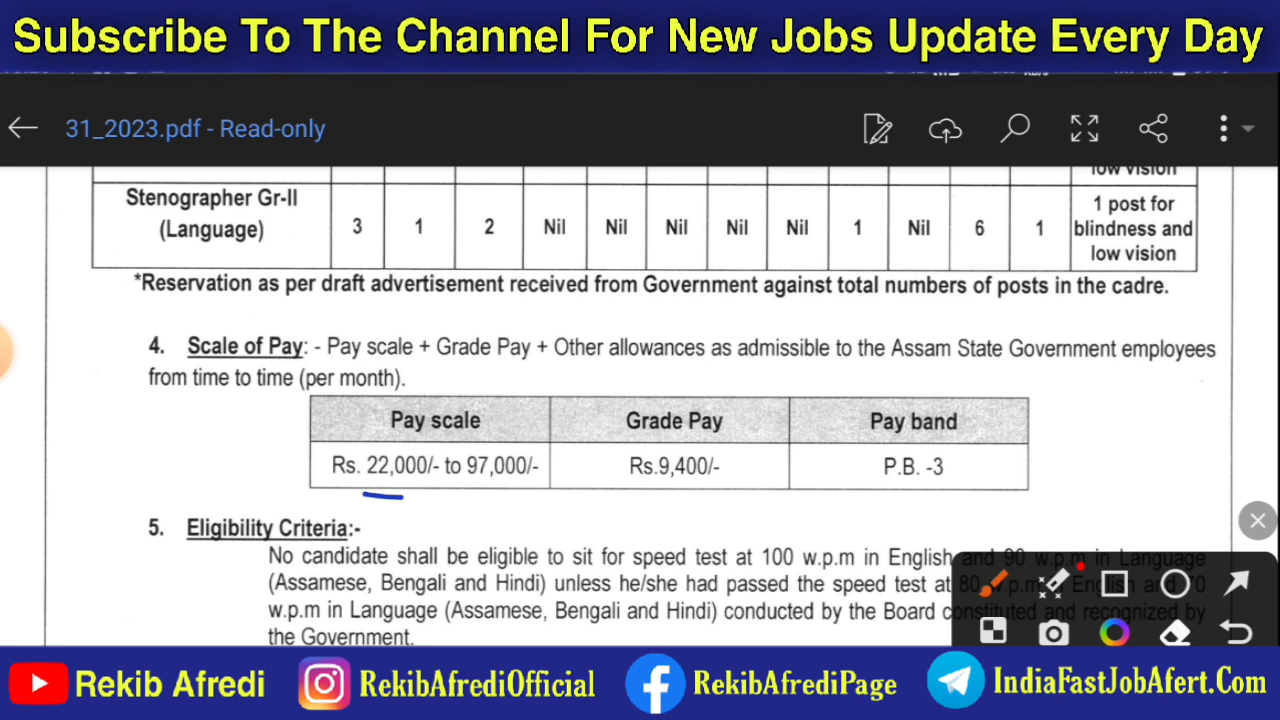 Subscribe To The Channel For New Jobs Update Every Day
31_2023.pdf - Read-only
low vision
Stenographer Gr-II (Language) 3 1 2 Nil Nil Nil Nil Nil 1 Nil 6 1 1 post for blindness and low vision
*Reservation as per draft advertisement received from Government against total numbers of posts in the cadre.
4. Scale of Pay: - Pay scale + Grade Pay + Other allowances as admissible to the Assam State Government employees
from time to time (per month).
Pay scale Grade Pay Pay band
Rs. 22,000/- to 97,000/- Rs.9,400/- P.B. -3
5. Eligibility Criteria:-
No candidate shall be eligible to sit for speed test at 100 w.p.m in English and 90 w.p.m in Language
(Assamese, Bengali and Hindi) unless he/she had passed the speed test at 80 w.p.m in English and 70
w.p.m in Language (Assamese, Bengali and Hindi) conducted by the Board constituted and recognized by
the Government.
Rekib Afredi RekibAfrediOfficial RekibAfrediPage IndiaFastJobAfert.Com